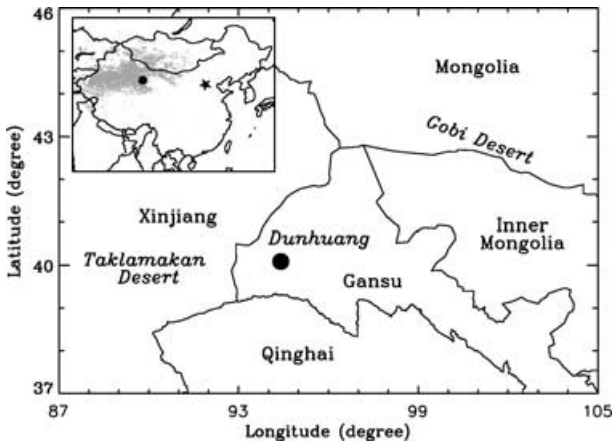 46
Mongolia
43
Gobi Desert
Latitude (degree)
Xinjiang
Inner
Mongolia
Dunhuang
Taklamakan
Desert
40
Gansu
Qinghai
37
87
93
99
105
Longitude (degree)